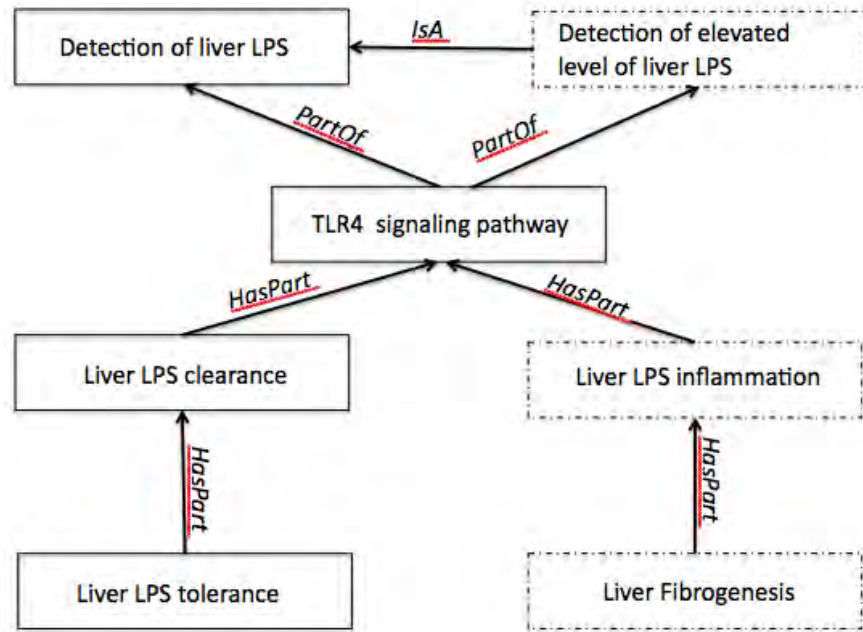 Detection of liver LPS
IsA
Detection of elevated
level of liver LPS
PartOf
PartOf
TLR4 signaling pathway
HasPart
HasPart
Liver LPS clearance
Liver LPS inflammation
HasPart
HasPart
Liver LPS tolerance
Liver Fibrogenesis